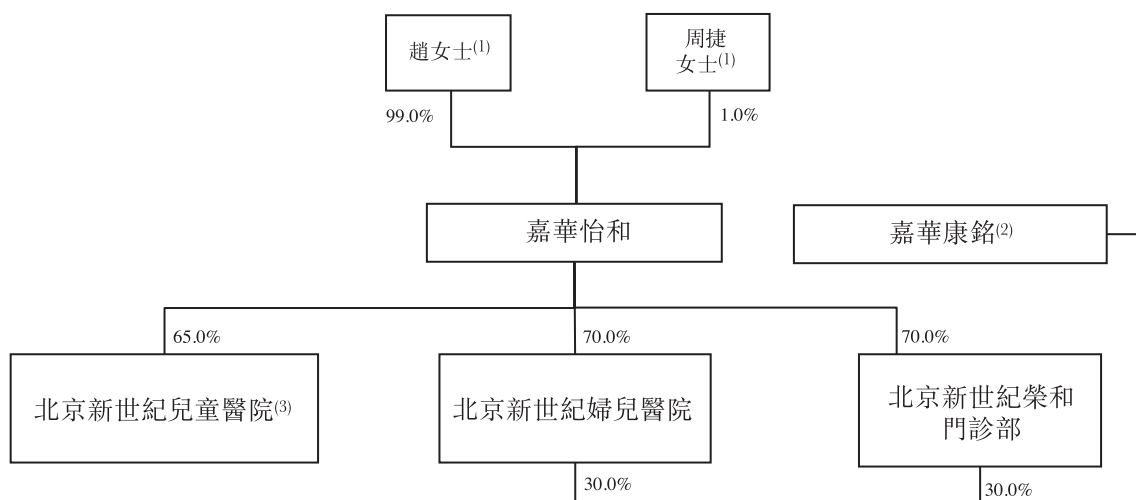 趙女士(1)
周捷
女士(1)
99.0%
1.0%
嘉華怡和
嘉華康銘(2)
65.0%
70.0%
70.0%
北京新世紀兒童醫院(3)
北京新世紀婦兒醫院
北京新世紀榮和
門診部
30.0%
30.0%